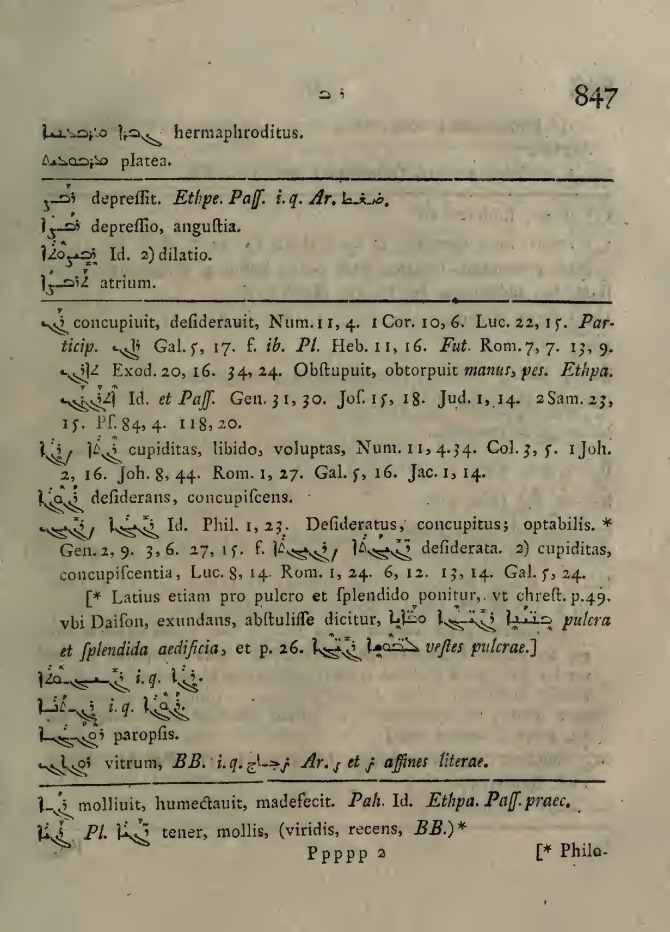 ܪ ܒ 847
hermaphroditus.
platea.
ܪܒܨ depreſſit. Ethpe. Paſſ. i. q. Ar. ضغط.
ܪܒܨܐ depreſſio, anguſtia.
Id. 2) dilatio.
atrium.
ܪܓ concupiuit, deſiderauit, Num. 11, 4. 1 Cor. 10, 6. Luc. 22, 15. Par-
ticip. Gal. 5, 17. f. ib. Pl. Heb. 11, 16. Fut. Rom. 7, 7. 13, 9.
Exod. 20, 16. 34, 24. Obſtupuit, obtorpuit manus, pes. Ethpa.
Id. et Paſſ. Gen. 31, 30. Joſ. 15, 18. Jud. 1, 14. 2 Sam. 23,
15. Pſ. 84, 4. 118, 20.
cupiditas, libido, voluptas, Num. 11, 4. 34. Col. 3, 5. 1 Joh.
2, 16. Joh. 8, 44. Rom. 1, 27. Gal. 5, 16. Jac. 1, 14.
deſiderans, concupiſcens.
ܪܓܝܓ, ܪܓܝܓܐ Id. Phil. 1, 23. Deſideratus, concupitus; optabilis. *
Gen. 2, 9. 3, 6. 27, 15. f. deſiderata. 2) cupiditas,
concupiſcentia, Luc. 8, 14. Rom. 1, 24. 6, 12. 13, 14. Gal. 5, 24.
[* Latius etiam pro pulcro et ſplendido ponitur, vt chreſt. p. 49.
vbi Daiſon, exundans, abſtuliſſe dicitur, pulcra
et ſplendida aedificia, et p. 26. veſtes pulcrae.]
i. q.
i. q.
paropſis.
vitrum, BB. i. q. زجاج Ar. ز et ر affines literae.
molliuit, humectauit, madefecit. Pah. Id. Ethpa. Paſſ. praec.
Pl. tener, mollis, (viridis, recens, BB.) *
Ppppp 2 [* Philo-